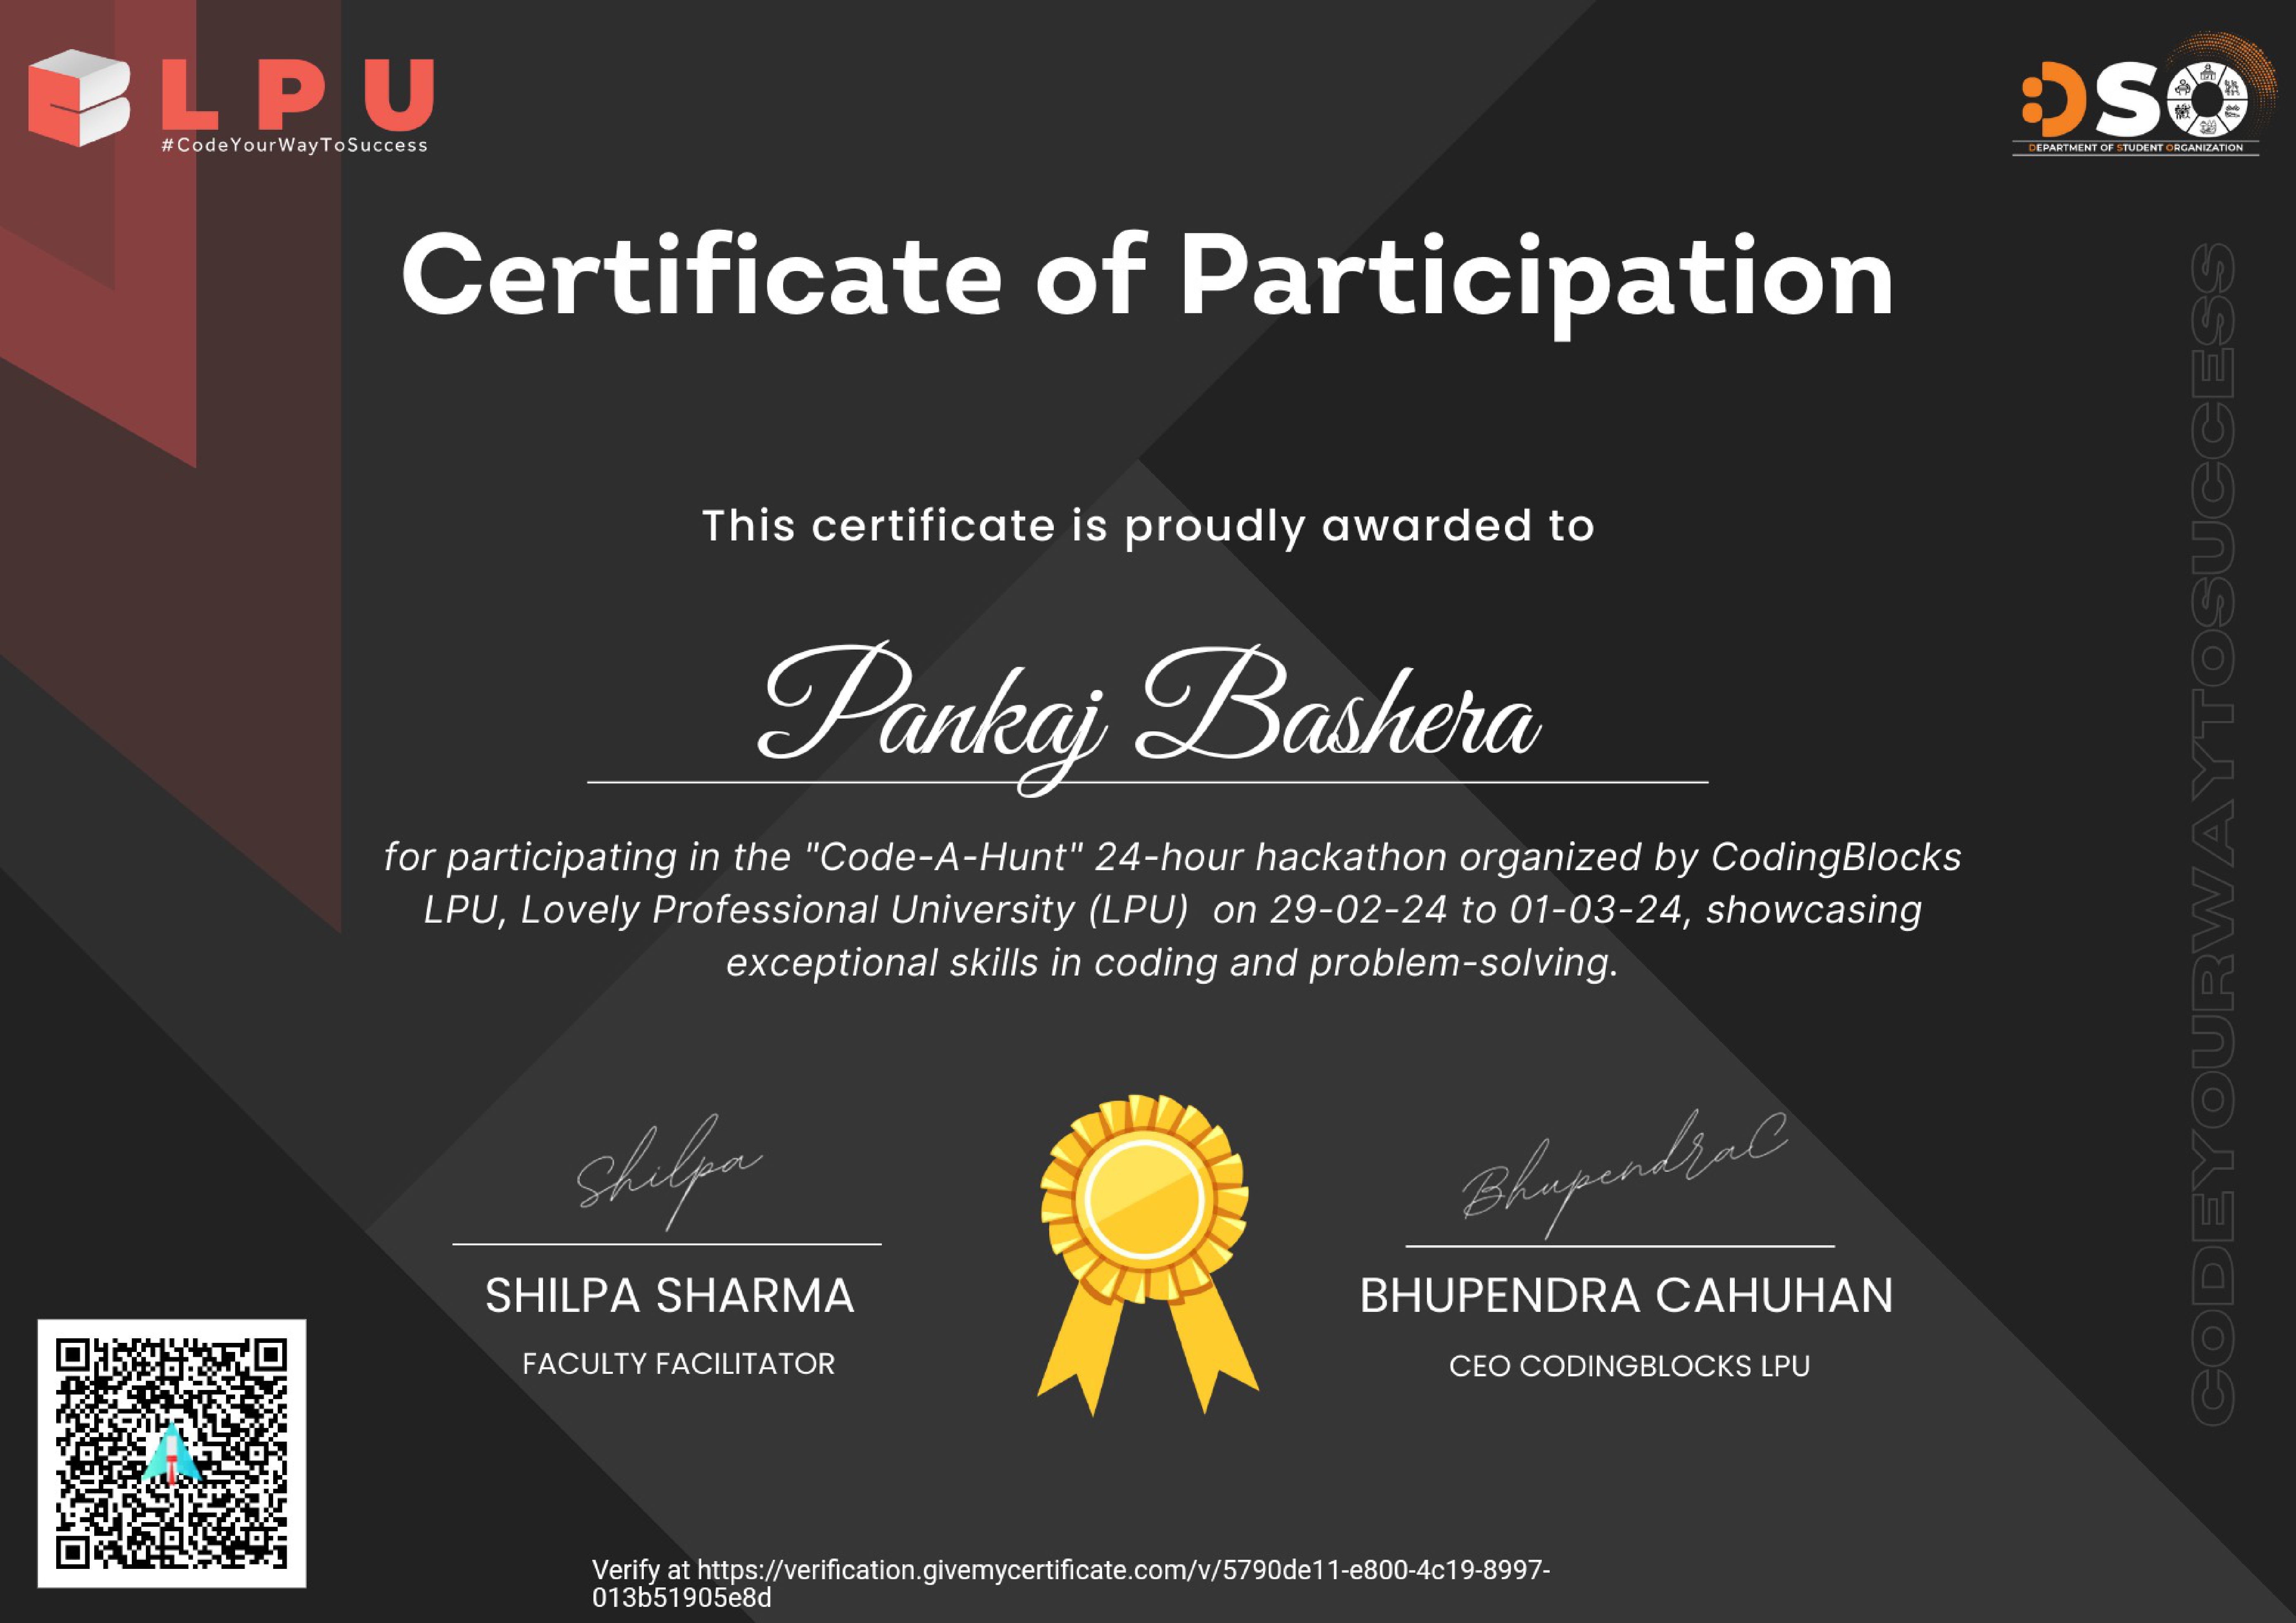 LPU
#CodeYourWayToSuccess
DSO
DEPARTMENT OF STUDENT ORGANIZATION
Certificate of Participation
This certificate is proudly awarded to
Pankaj Bashera
for participating in the "Code-A-Hunt" 24-hour hackathon organized by CodingBlocks
LPU, Lovely Professional University (LPU) on 29-02-24 to 01-03-24, showcasing
exceptional skills in coding and problem-solving.
Shilpa
BhupendraC
SHILPA SHARMA
BHUPENDRA CAHUHAN
FACULTY FACILITATOR
CEO CODINGBLOCKS LPU
Verify at https://verification.givemycertificate.com/v/5790de11-e800-4c19-8997-
013b51905e8d
CODEYOURWAYTOSUCCESS